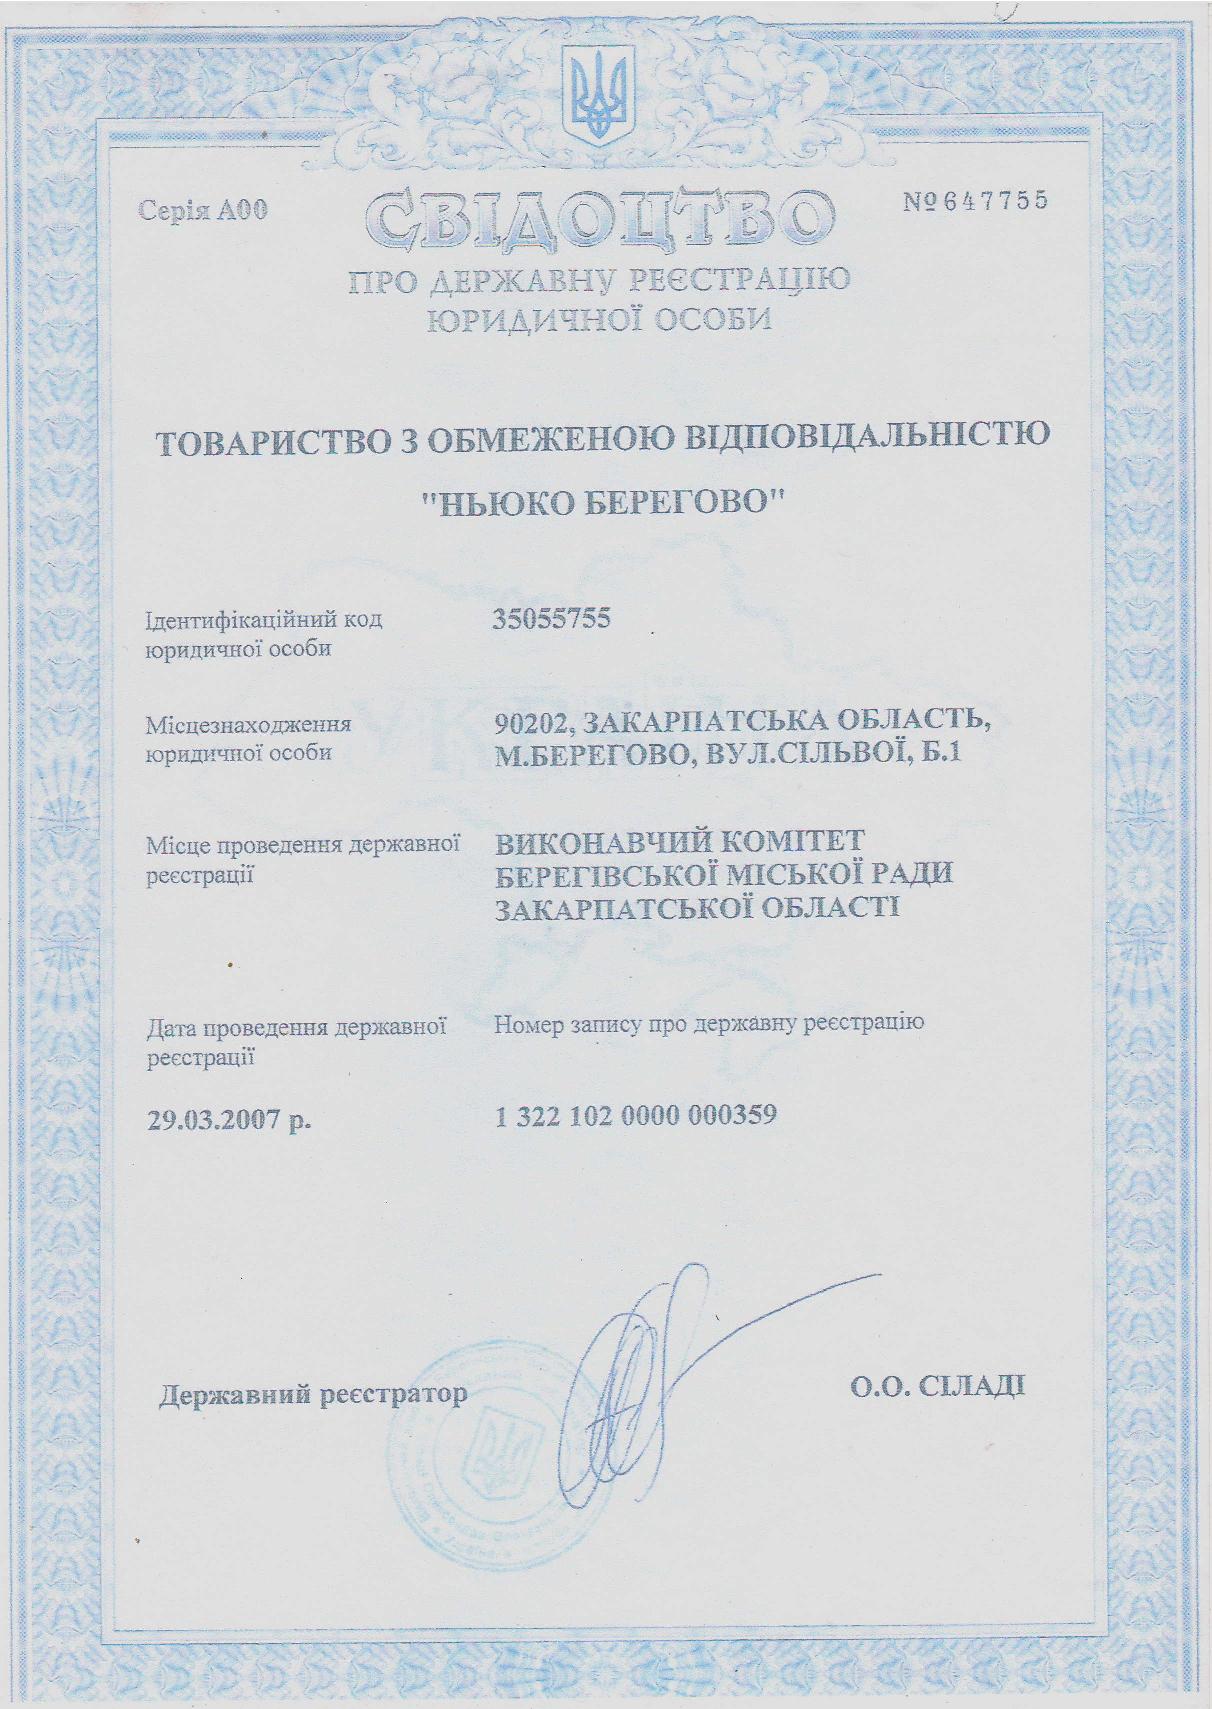 Серія А00
СВІДОЦТВО
№ 647755
ПРО ДЕРЖАВНУ РЕЄСТРАЦІЮ
ЮРИДИЧНОЇ ОСОБИ
ТОВАРИСТВО З ОБМЕЖЕНОЮ ВІДПОВІДАЛЬНІСТЮ
"НЬЮКО БЕРЕГОВО"
Ідентифікаційний код
юридичної особи
35055755
Місцезнаходження
юридичної особи
90202, ЗАКАРПАТСЬКА ОБЛАСТЬ,
М.БЕРЕГОВО, ВУЛ.СІЛЬВОЇ, Б.1
Місце проведення державної
реєстрації
ВИКОНАВЧИЙ КОМІТЕТ
БЕРЕГІВСЬКОЇ МІСЬКОЇ РАДИ
ЗАКАРПАТСЬКОЇ ОБЛАСТІ
Дата проведення державної
реєстрації
Номер запису про державну реєстрацію
29.03.2007 р.
1 322 102 0000 000359
Державний реєстратор
О.О. СІЛАДІ